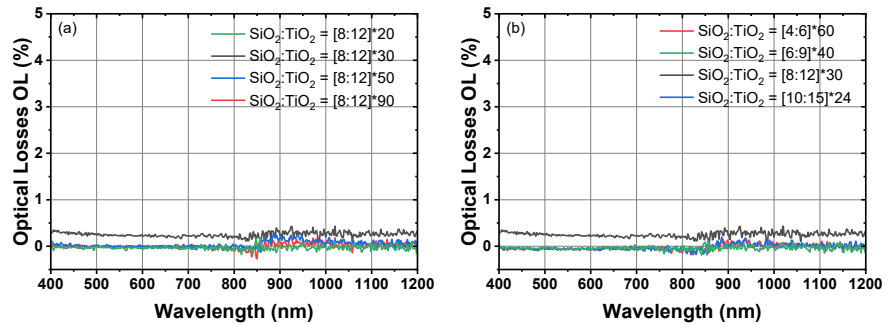 (a)
SiO₂:TiO₂ = [8:12]*20
SiO₂:TiO₂ = [8:12]*30
SiO₂:TiO₂ = [8:12]*50
SiO₂:TiO₂ = [8:12]*90
Optical Losses OL (%)
5
4
3
2
1
0
400 500 600 700 800 900 1000 1100 1200
Wavelength (nm)
(b)
SiO₂:TiO₂ = [4:6]*60
SiO₂:TiO₂ = [6:9]*40
SiO₂:TiO₂ = [8:12]*30
SiO₂:TiO₂ = [10:15]*24
Optical Losses OL (%)
5
4
3
2
1
0
400 500 600 700 800 900 1000 1100 1200
Wavelength (nm)